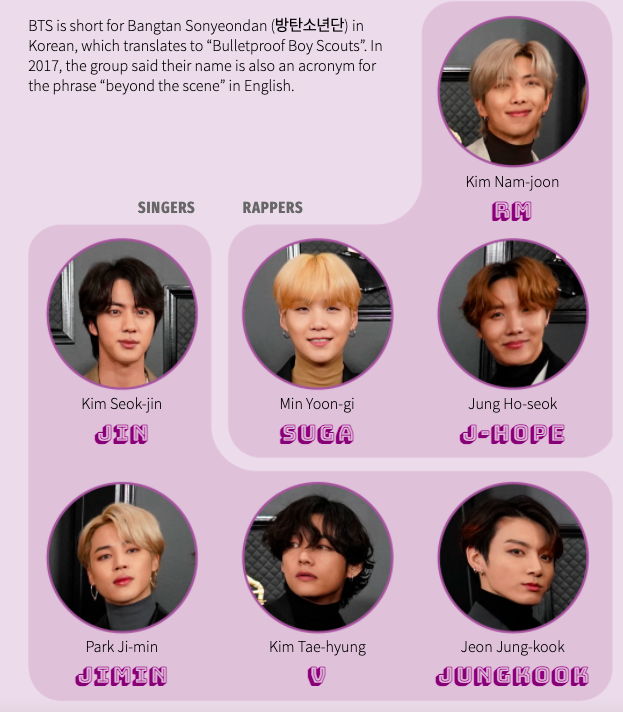 BTS is short for Bangtan Sonyeondan (방탄소년단) in
Korean, which translates to “Bulletproof Boy Scouts”. In
2017, the group said their name is also an acronym for
the phrase “beyond the scene” in English.
Kim Nam-joon
RM
SINGERS
RAPPERS
Kim Seok-jin
JIN
Min Yoon-gi
SUGA
Jung Ho-seok
J-HOPE
Park Ji-min
JIMIN
Kim Tae-hyung
V
Jeon Jung-kook
JUNGKOOK